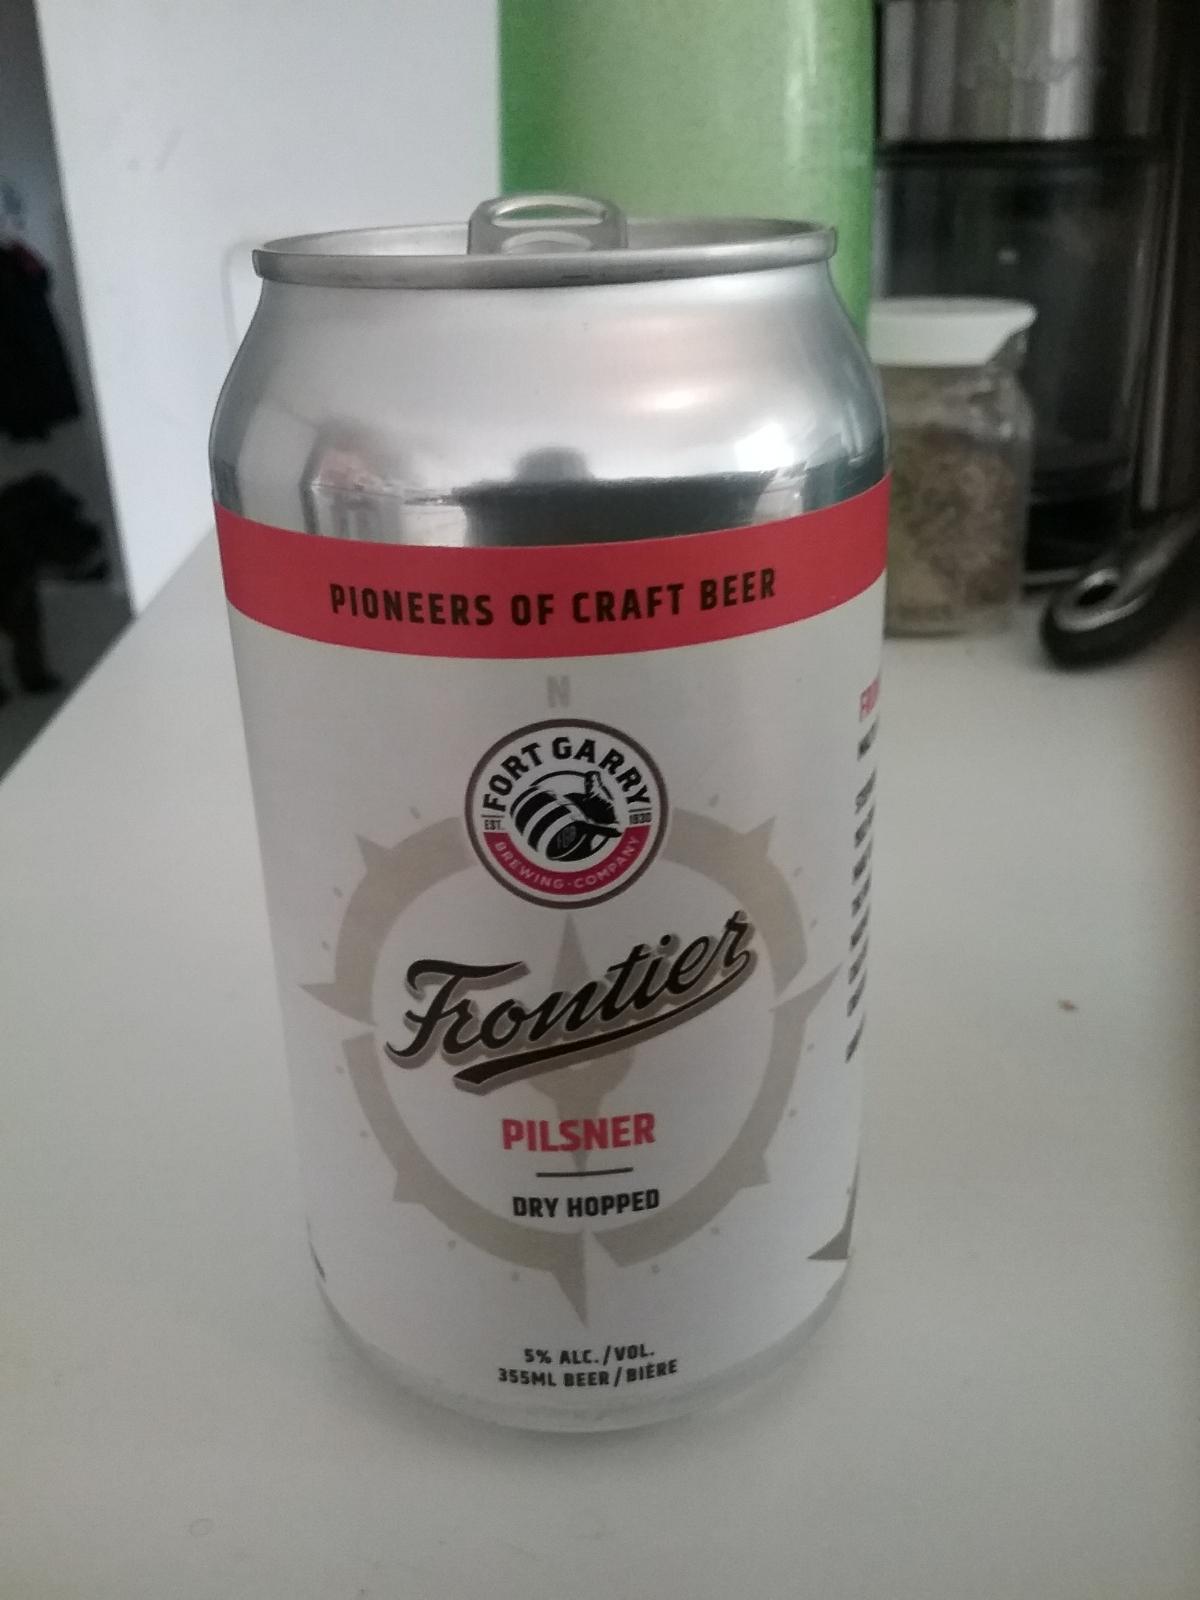 PIONEERS OF CRAFT BEER
N
FORT GARRY
EST. 1930
FGB
BREWING · COMPANY
Frontier
PILSNER
DRY HOPPED
5% ALC./VOL.
355ML BEER/BIÈRE